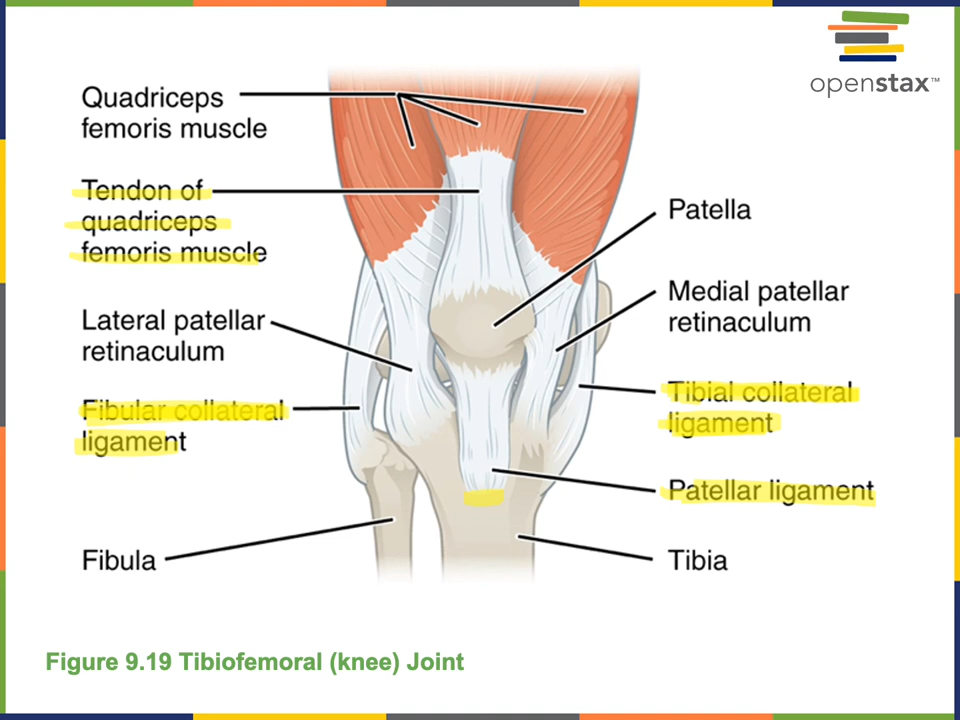 openstax™
Quadriceps
femoris muscle
Tendon of
quadriceps
femoris muscle
Lateral patellar
retinaculum
Fibular collateral
ligament
Fibula
Patella
Medial patellar
retinaculum
Tibial collateral
ligament
Patellar ligament
Tibia
Figure 9.19 Tibiofemoral (knee) Joint